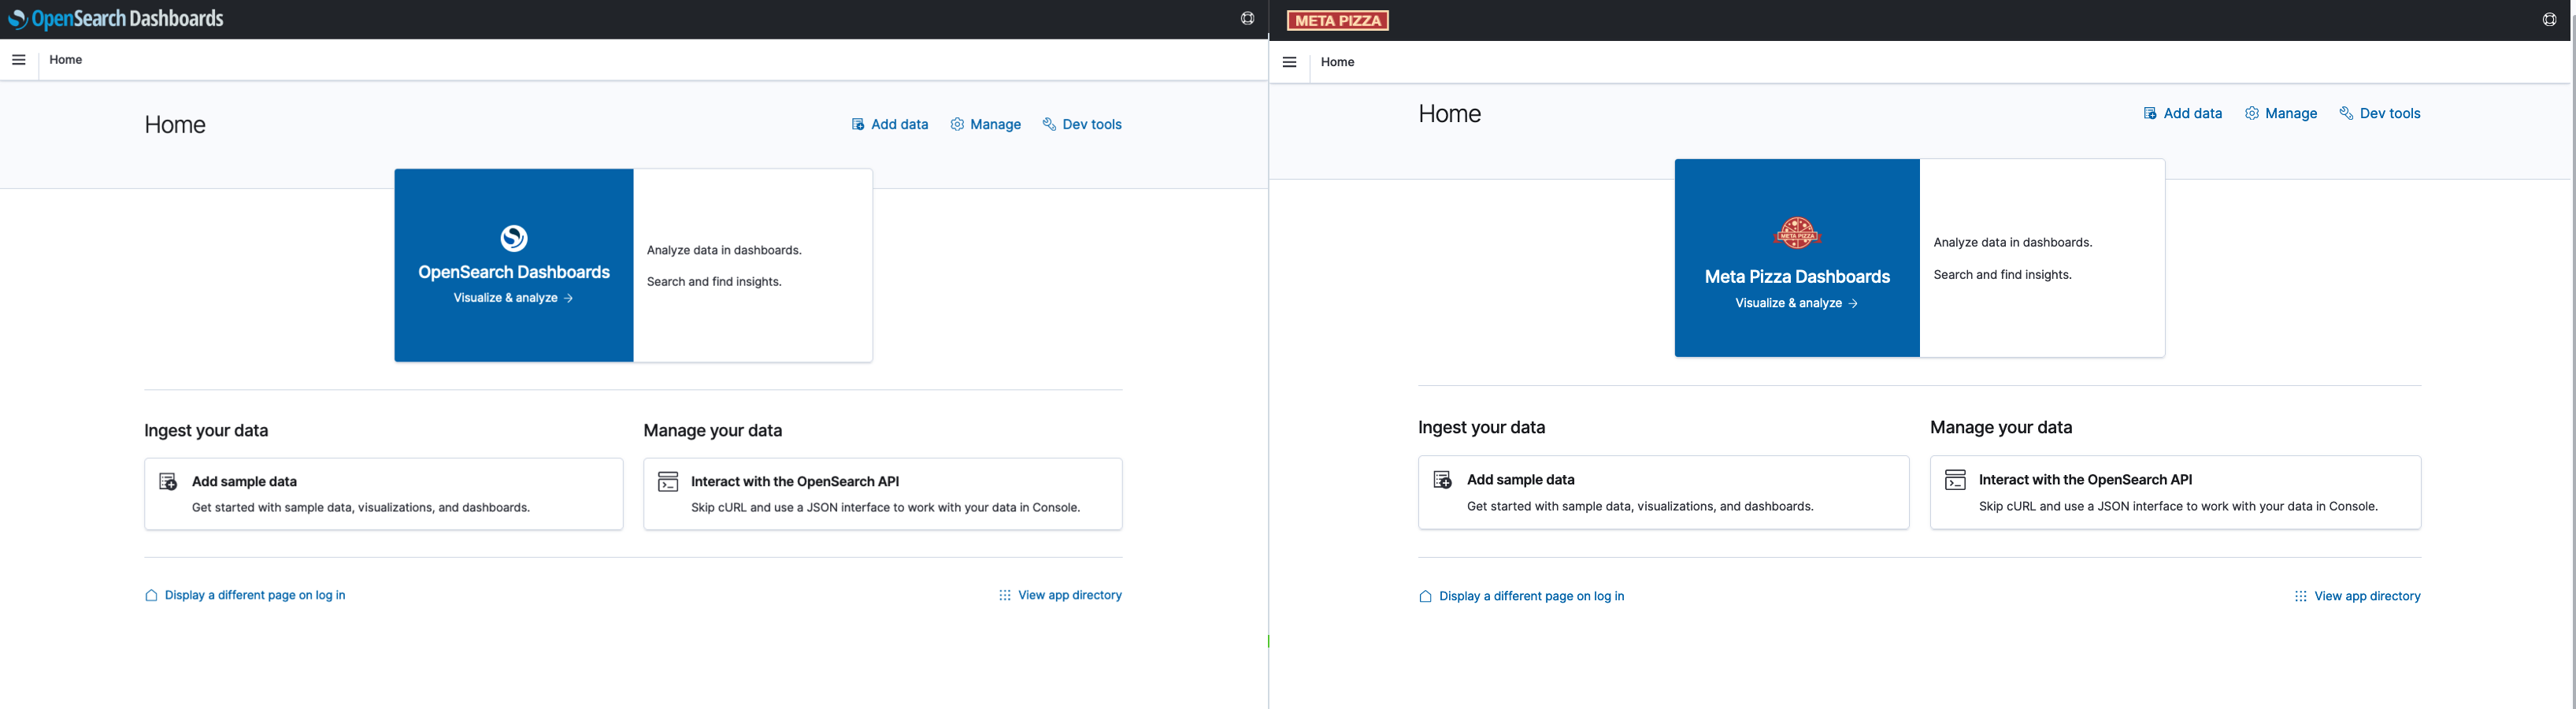 OpenSearch Dashboards
Home
Home
Add data
Manage
Dev tools
OpenSearch Dashboards
Visualize & analyze
Analyze data in dashboards.
Search and find insights.
Ingest your data
Manage your data
Add sample data
Get started with sample data, visualizations, and dashboards.
Interact with the OpenSearch API
Skip cURL and use a JSON interface to work with your data in Console.
Display a different page on log in
View app directory
META PIZZA
Home
Home
Add data
Manage
Dev tools
META PIZZA
Meta Pizza Dashboards
Visualize & analyze
Analyze data in dashboards.
Search and find insights.
Ingest your data
Manage your data
Add sample data
Get started with sample data, visualizations, and dashboards.
Interact with the OpenSearch API
Skip cURL and use a JSON interface to work with your data in Console.
Display a different page on log in
View app directory